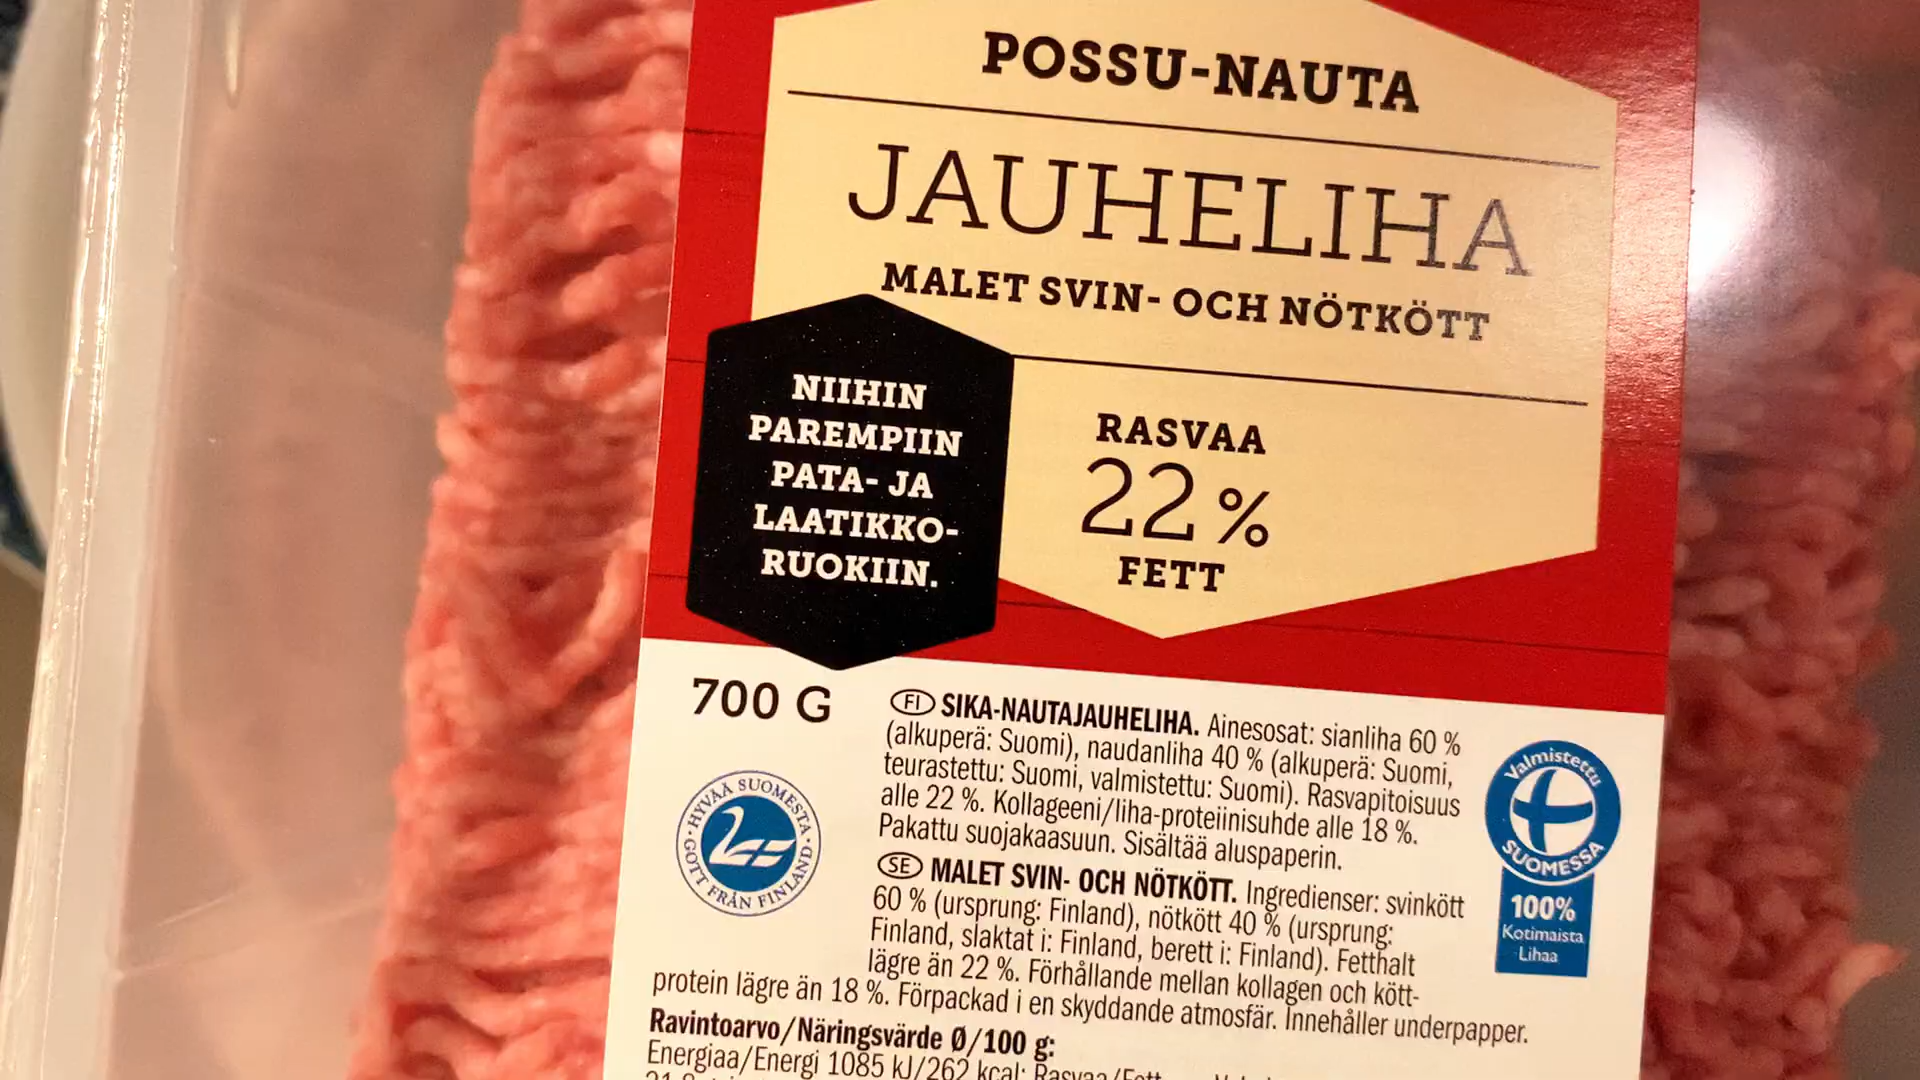 POSSU-NAUTA
JAUHELIHA
MALET SVIN- OCH NÖTKÖTT
NIIHIN
PAREMPIIN
PATA- JA
LAATIKKO-
RUOKIIN.
RASVAA
22 %
FETT
700 G
HYVÄÄ SUOMESTA
GOTT FRÅN FINLAND
FI SIKA-NAUTAJAUHELIHA. Ainesosat: sianliha 60 %
(alkuperä: Suomi), naudanliha 40 % (alkuperä: Suomi,
teurastettu: Suomi, valmistettu: Suomi). Rasvapitoisuus
alle 22 %. Kollageeni/liha-proteiinisuhde alle 18 %.
Pakattu suojakaasuun. Sisältää aluspaperin.
SE MALET SVIN- OCH NÖTKÖTT. Ingredienser: svinkött
60 % (ursprung: Finland), nötkött 40 % (ursprung:
Finland, slaktat i: Finland, berett i: Finland). Fetthalt
lägre än 22 %. Förhållande mellan kollagen och kött-
protein lägre än 18 %. Förpackad i en skyddande atmosfär. Innehåller underpapper.
Ravintoarvo/Näringsvärde Ø/100 g:
Energiaa/Energi 1085 kJ/262 kcal; Rasvaa/Fett
Valmistettu
SUOMESSA
100%
Kotimaista
Lihaa